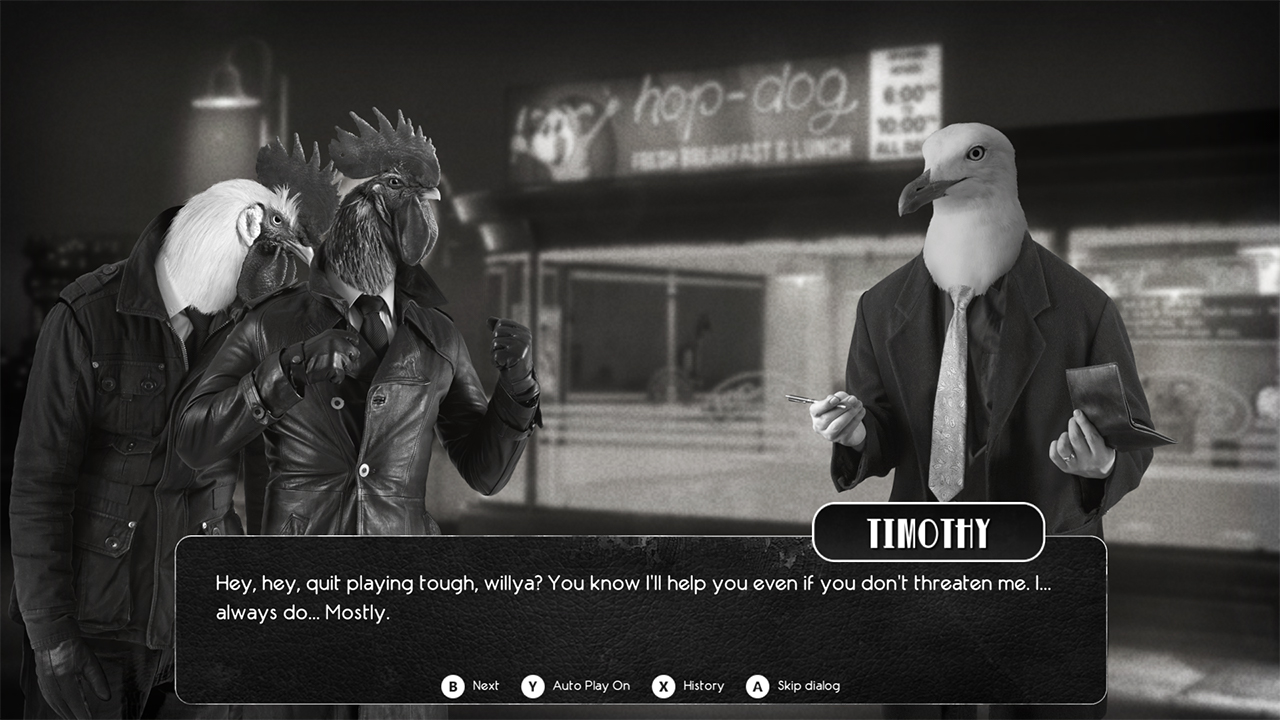 hop-dog
FRESH BREAKFAST & LUNCH
6:00
10:00
TIMOTHY
Hey, hey, quit playing tough, willya? You know I'll help you even if you don't threaten me. I...
always do... Mostly.
B Next Y Auto Play On X History A Skip dialog